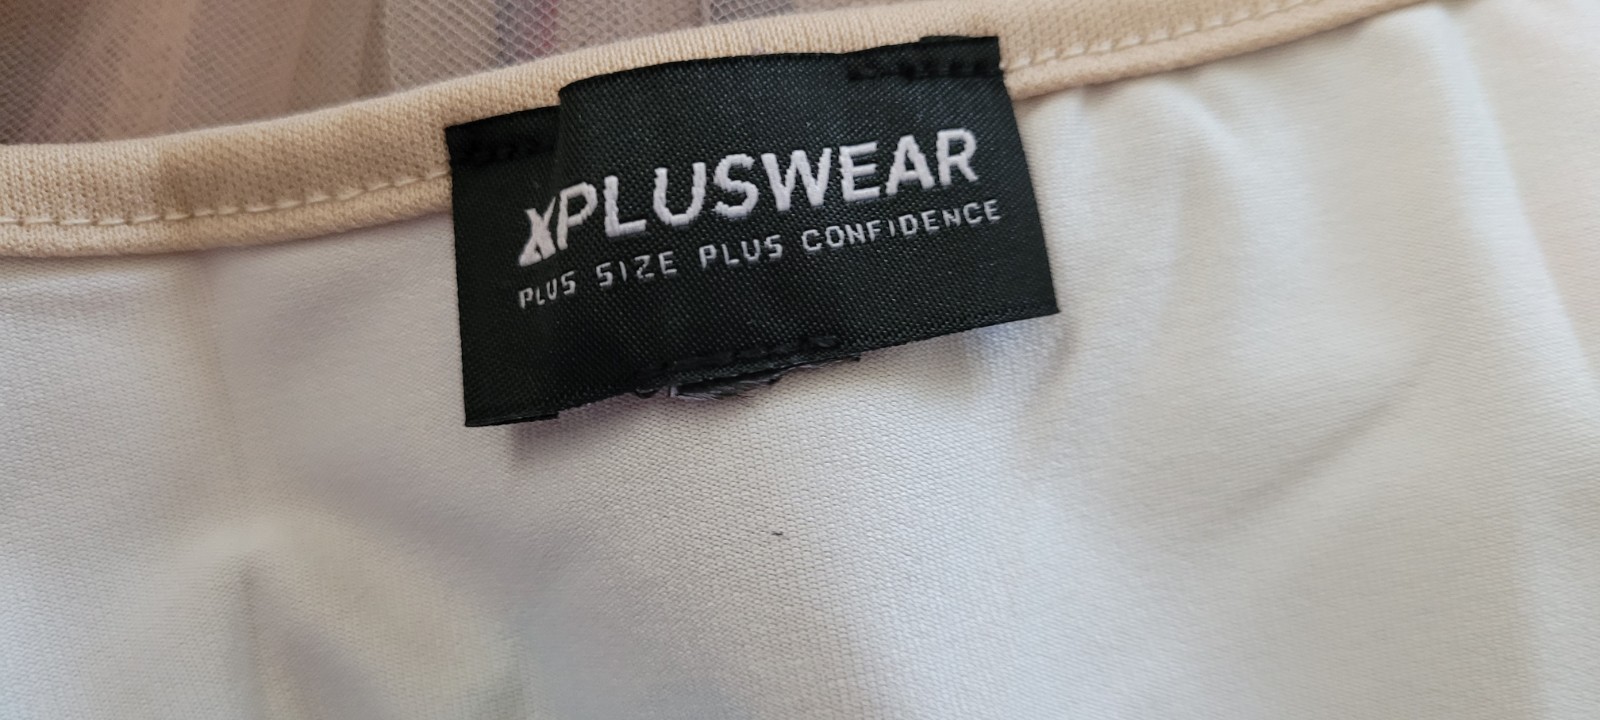 XPLUSWEAR
PLUS SIZE PLUS CONFIDENCE